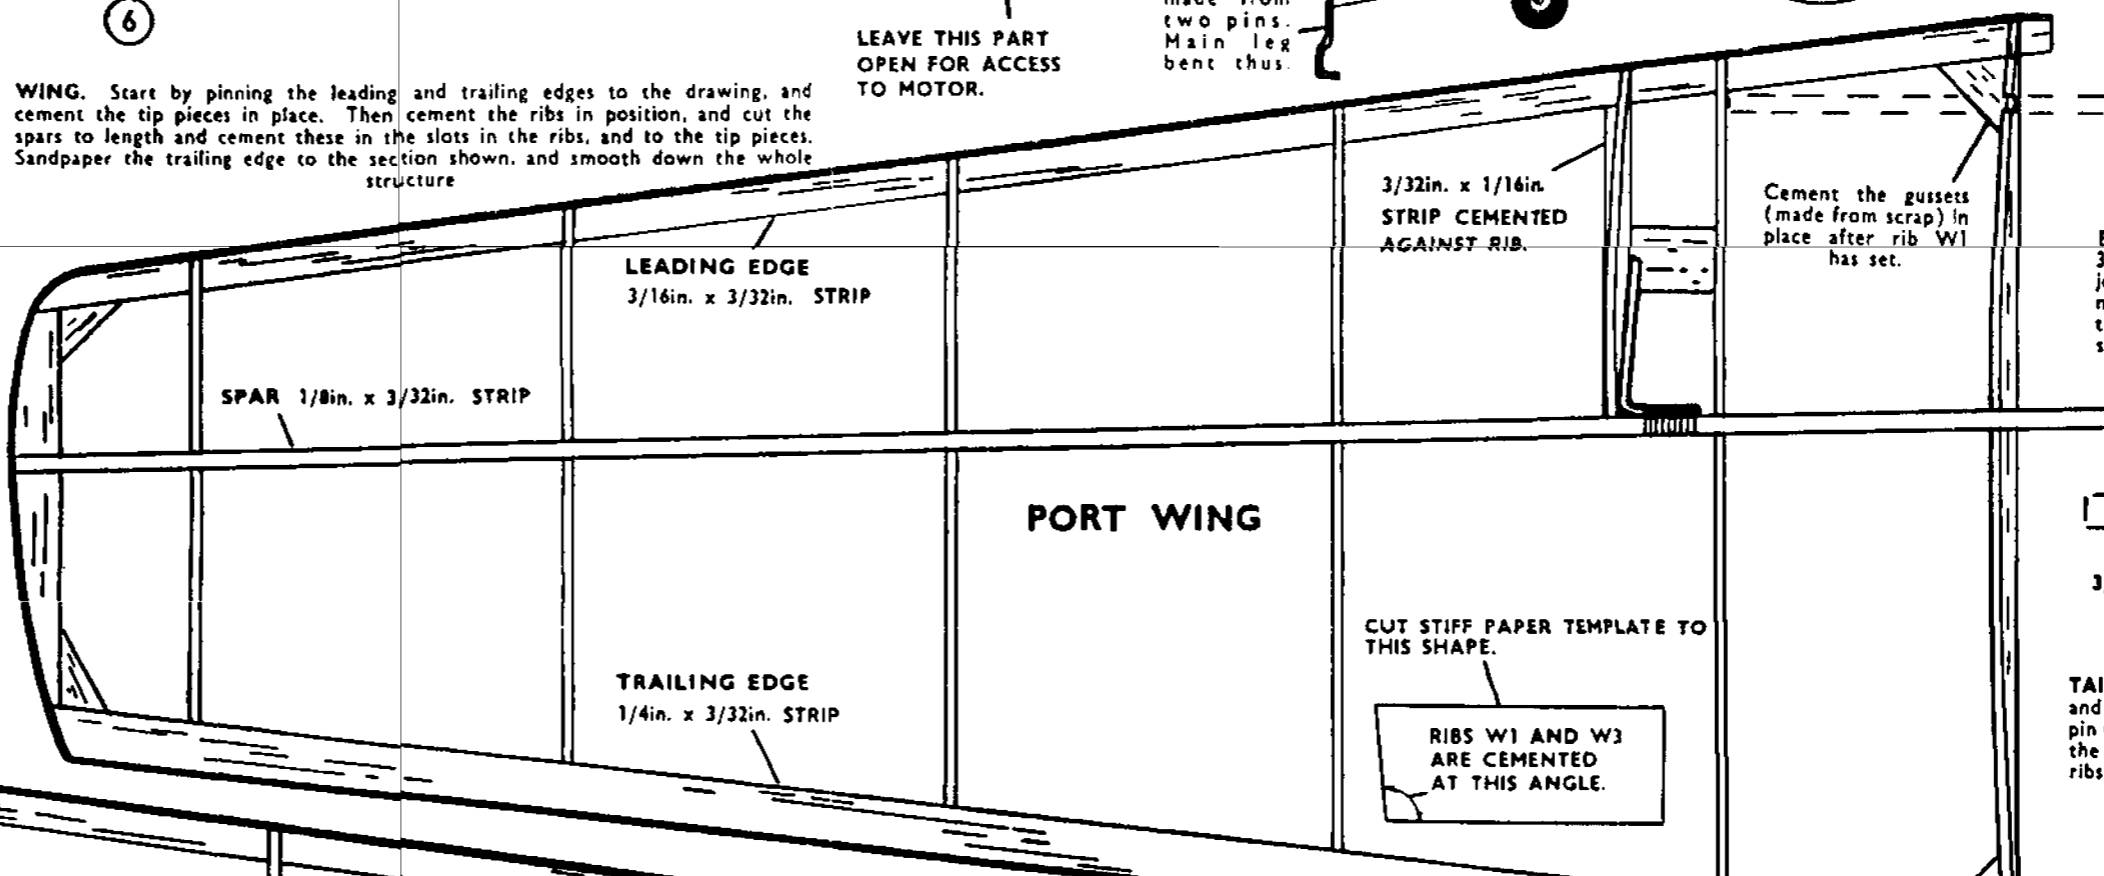 6
made from
two pins.
Main leg
bent thus.
LEAVE THIS PART
OPEN FOR ACCESS
TO MOTOR.
WING. Start by pinning the leading and trailing edges to the drawing, and
cement the tip pieces in place. Then cement the ribs in position, and cut the
spars to length and cement these in the slots in the ribs, and to the tip pieces.
Sandpaper the trailing edge to the section shown, and smooth down the whole
structure
3/32in. x 1/16in.
STRIP CEMENTED
AGAINST RIB.
Cement the gussets
(made from scrap) in
place after rib W1
has set.
LEADING EDGE
3/16in. x 3/32in. STRIP
SPAR 1/8in. x 3/32in. STRIP
PORT WING
CUT STIFF PAPER TEMPLATE TO
THIS SHAPE.
RIBS W1 AND W3
ARE CEMENTED
AT THIS ANGLE.
TRAILING EDGE
1/4in. x 3/32in. STRIP
TAI
and
pin
the
ribs